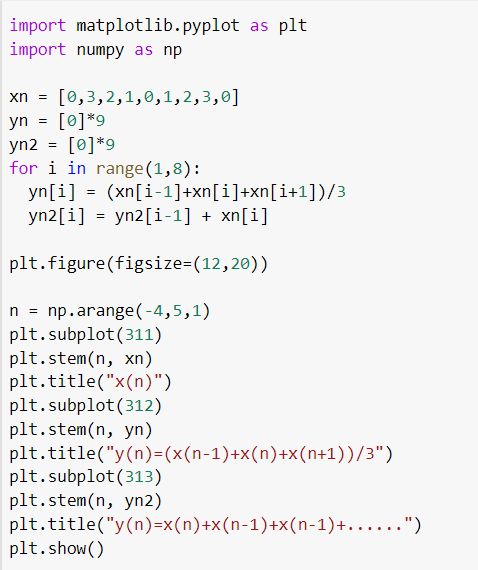 import matplotlib.pyplot as plt
import numpy as np

xn = [0,3,2,1,0,1,2,3,0]
yn = [0]*9
yn2 = [0]*9
for i in range(1,8):
  yn[i] = (xn[i-1]+xn[i]+xn[i+1])/3
  yn2[i] = yn2[i-1] + xn[i]

plt.figure(figsize=(12,20))

n = np.arange(-4,5,1)
plt.subplot(311)
plt.stem(n, xn)
plt.title("x(n)")
plt.subplot(312)
plt.stem(n, yn)
plt.title("y(n)=(x(n-1)+x(n)+x(n+1))/3")
plt.subplot(313)
plt.stem(n, yn2)
plt.title("y(n)=x(n)+x(n-1)+x(n-1)+......")
plt.show()